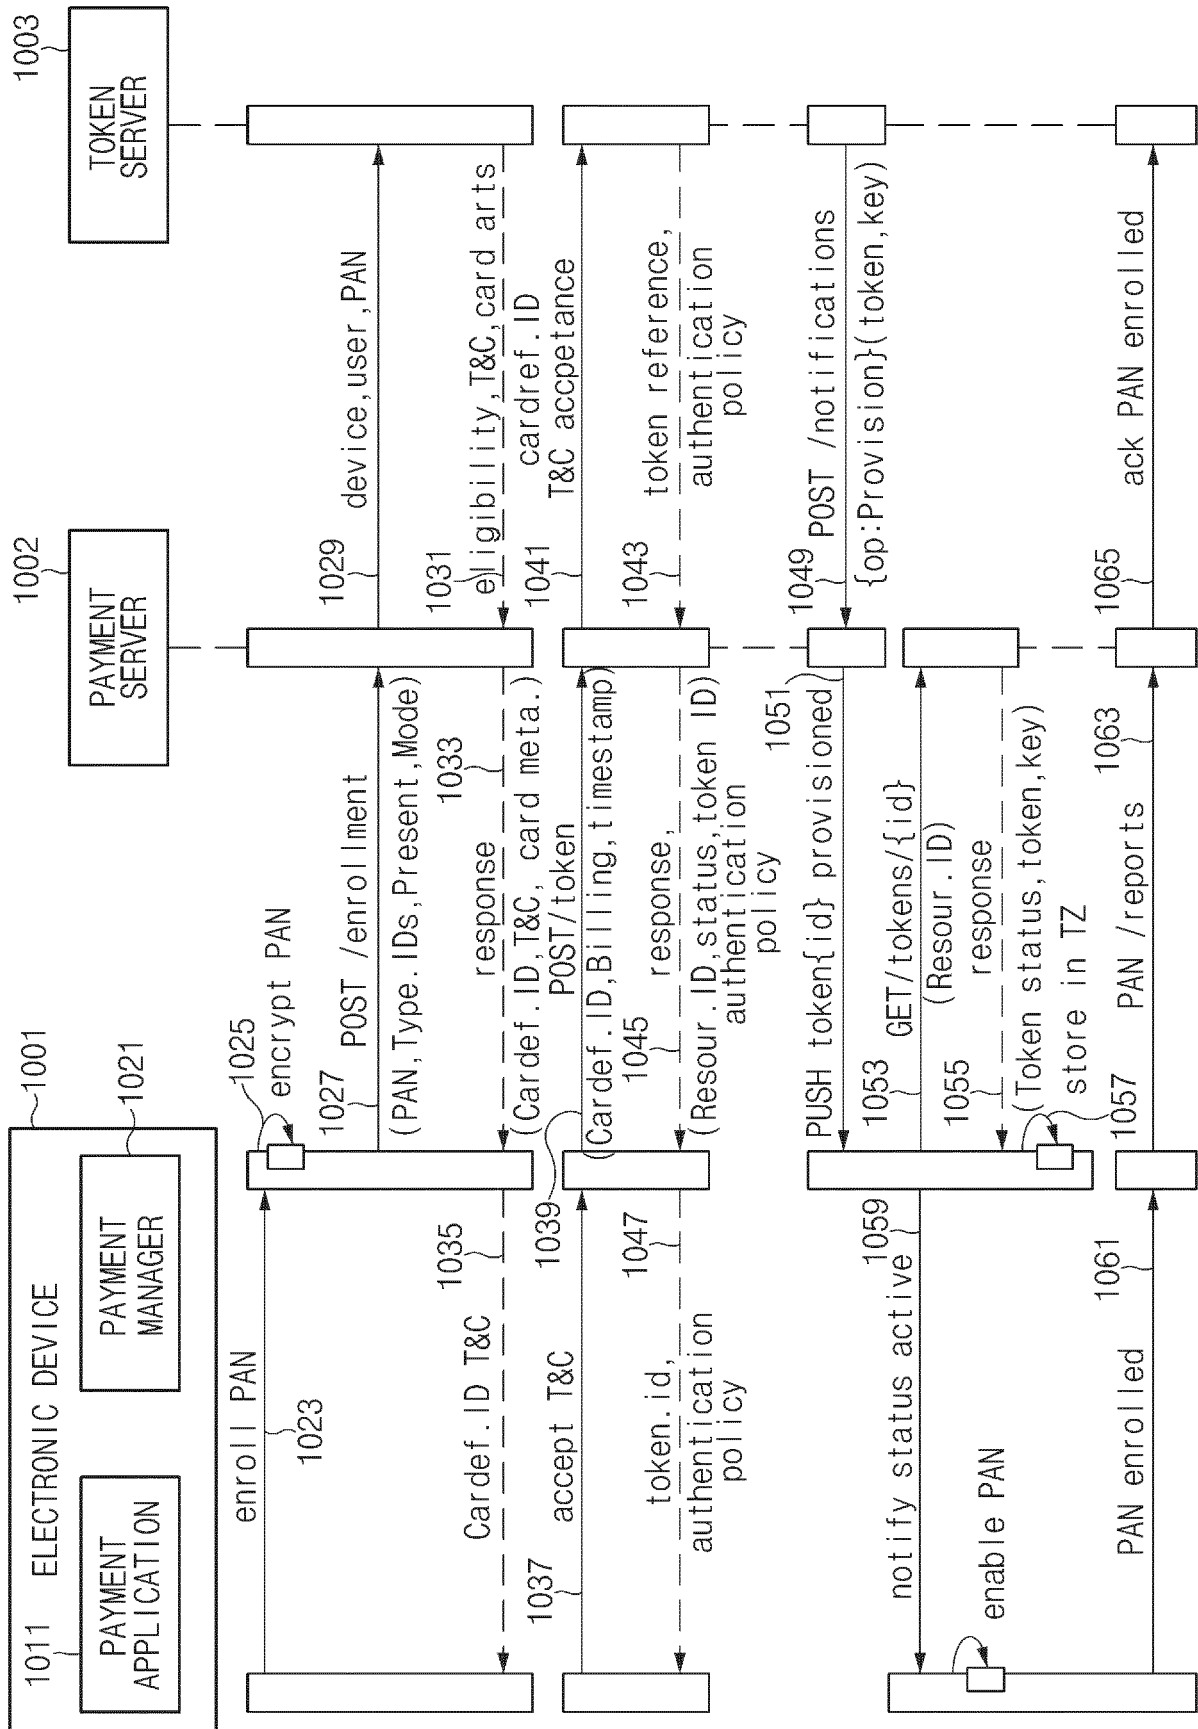 ELECTRONIC DEVICE
1001
1011
PAYMENT
APPLICATION
PAYMENT
MANAGER
1021
PAYMENT
SERVER
1002
TOKEN
SERVER
1003
enroll PAN
1023
1025
encrypt PAN
1027
POST /enrollment
(PAN,Type.IDs,Present,Mode)
1029
device,user,PAN
1031
eligibility,T&C,card arts
1033
response
(Cardef.ID,T&C, card meta.)
1035
Cardef.ID T&C
1037
accept T&C
1039
POST/token
(Cardef.ID,Billing,timestamp)
1041
cardref.ID
T&C accpetance
1043
token reference,
authentication
policy
1045
response,
(Resour.ID,status,token ID)
authentication
policy
1047
token.id,
authentication
policy
1049
POST /notifications
{op:Provision}(token,key)
1051
PUSH token{id} provisioned
1053
GET/tokens/{id}
(Resour.ID)
1055
response
(Token status,token,key)
store in TZ
1057
1059
notify status active
enable PAN
1061
PAN enrolled
1063
PAN /reports
1065
ack PAN enrolled